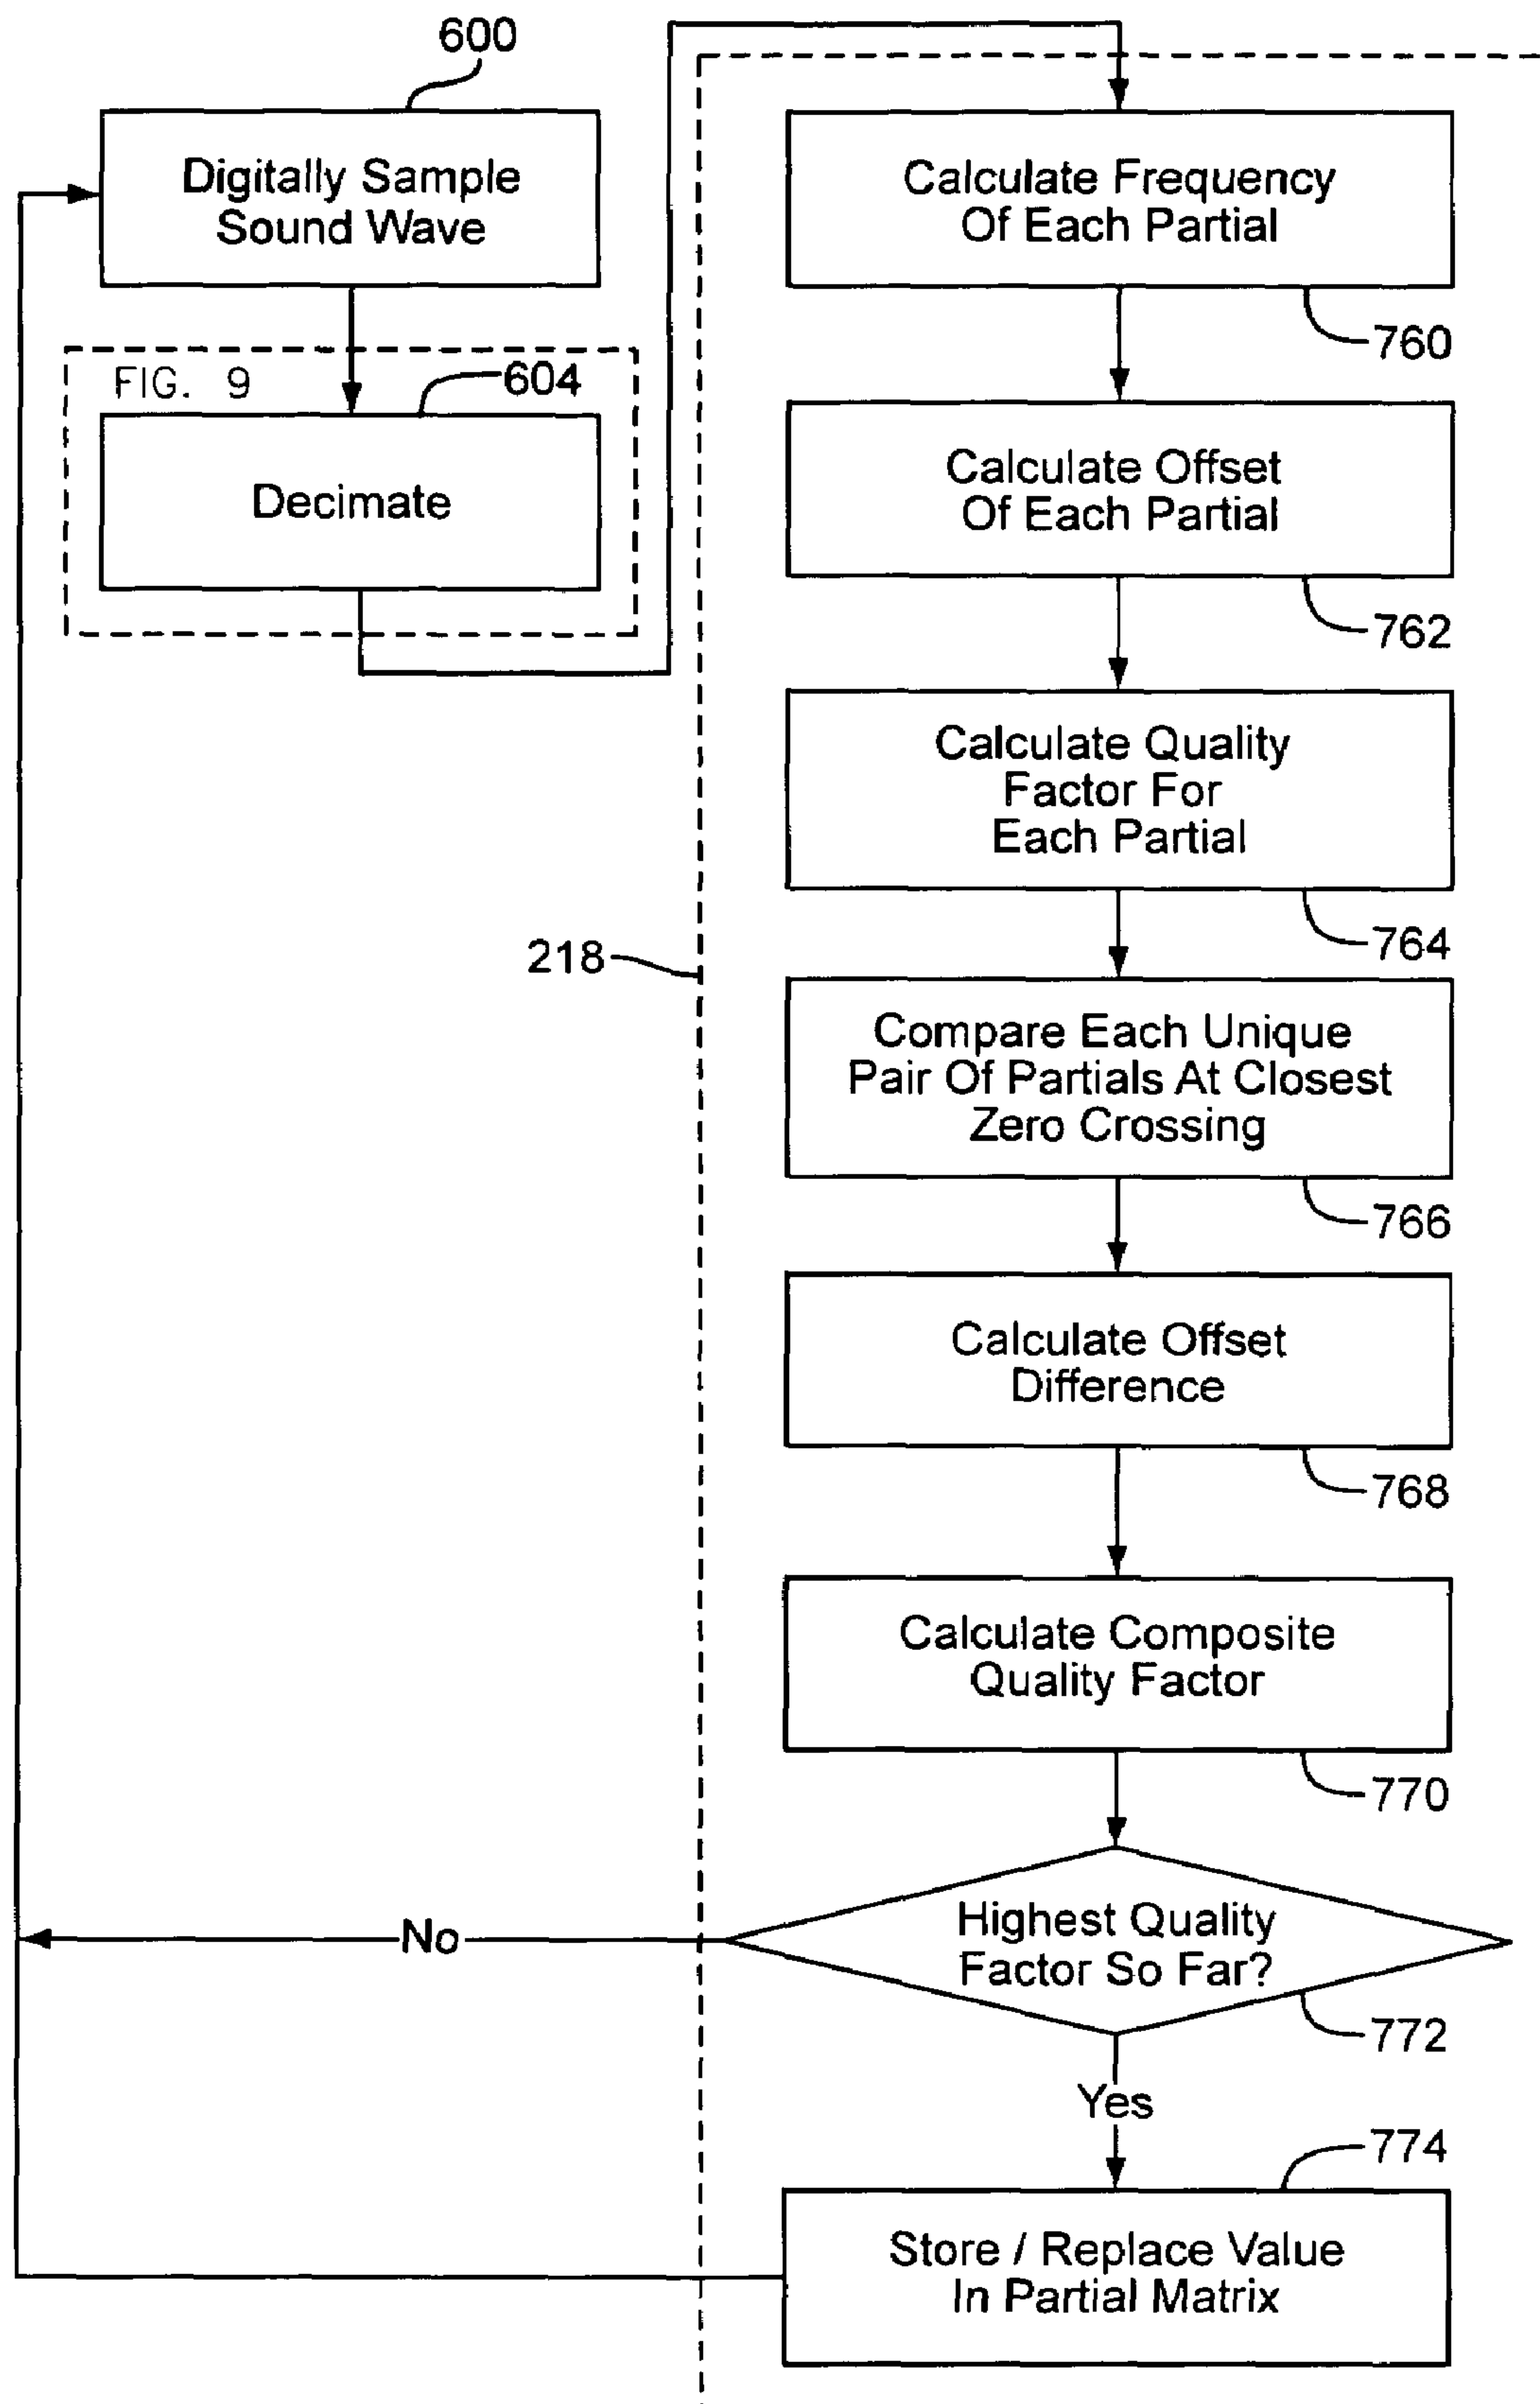 600
Digitally Sample
Sound Wave
FIG. 9
604
Decimate
Calculate Frequency
Of Each Partial
760
Calculate Offset
Of Each Partial
762
Calculate Quality
Factor For
Each Partial
764
218
Compare Each Unique
Pair Of Partials At Closest
Zero Crossing
766
Calculate Offset
Difference
768
Calculate Composite
Quality Factor
770
Highest Quality
Factor So Far?
No
772
Yes
774
Store / Replace Value
In Partial Matrix